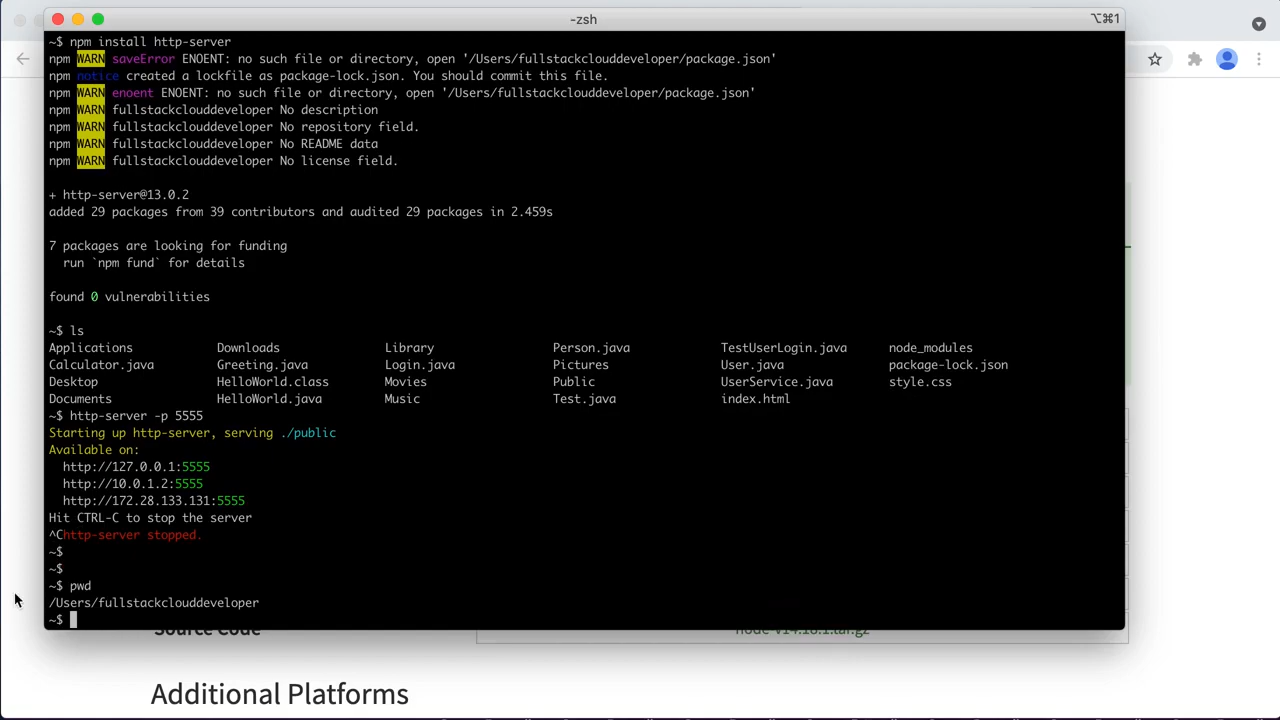 -zsh
⌥⌘1
~$ npm install http-server
npm WARN saveError ENOENT: no such file or directory, open '/Users/fullstackclouddeveloper/package.json'
npm notice created a lockfile as package-lock.json. You should commit this file.
npm WARN enoent ENOENT: no such file or directory, open '/Users/fullstackclouddeveloper/package.json'
npm WARN fullstackclouddeveloper No description
npm WARN fullstackclouddeveloper No repository field.
npm WARN fullstackclouddeveloper No README data
npm WARN fullstackclouddeveloper No license field.
+ http-server@13.0.2
added 29 packages from 39 contributors and audited 29 packages in 2.459s
7 packages are looking for funding
run `npm fund` for details
found 0 vulnerabilities
~$ ls
Applications Downloads Library Person.java TestUserLogin.java node_modules
Calculator.java Greeting.java Login.java Pictures User.java package-lock.json
Desktop HelloWorld.class Movies Public UserService.java style.css
Documents HelloWorld.java Music Test.java index.html
~$ http-server -p 5555
Starting up http-server, serving ./public
Available on:
http://127.0.0.1:5555
http://10.0.1.2:5555
http://172.28.133.131:5555
Hit CTRL-C to stop the server
^Chttp-server stopped.
~$
~$
~$ pwd
/Users/fullstackclouddeveloper
~$
Source Code
Additional Platforms